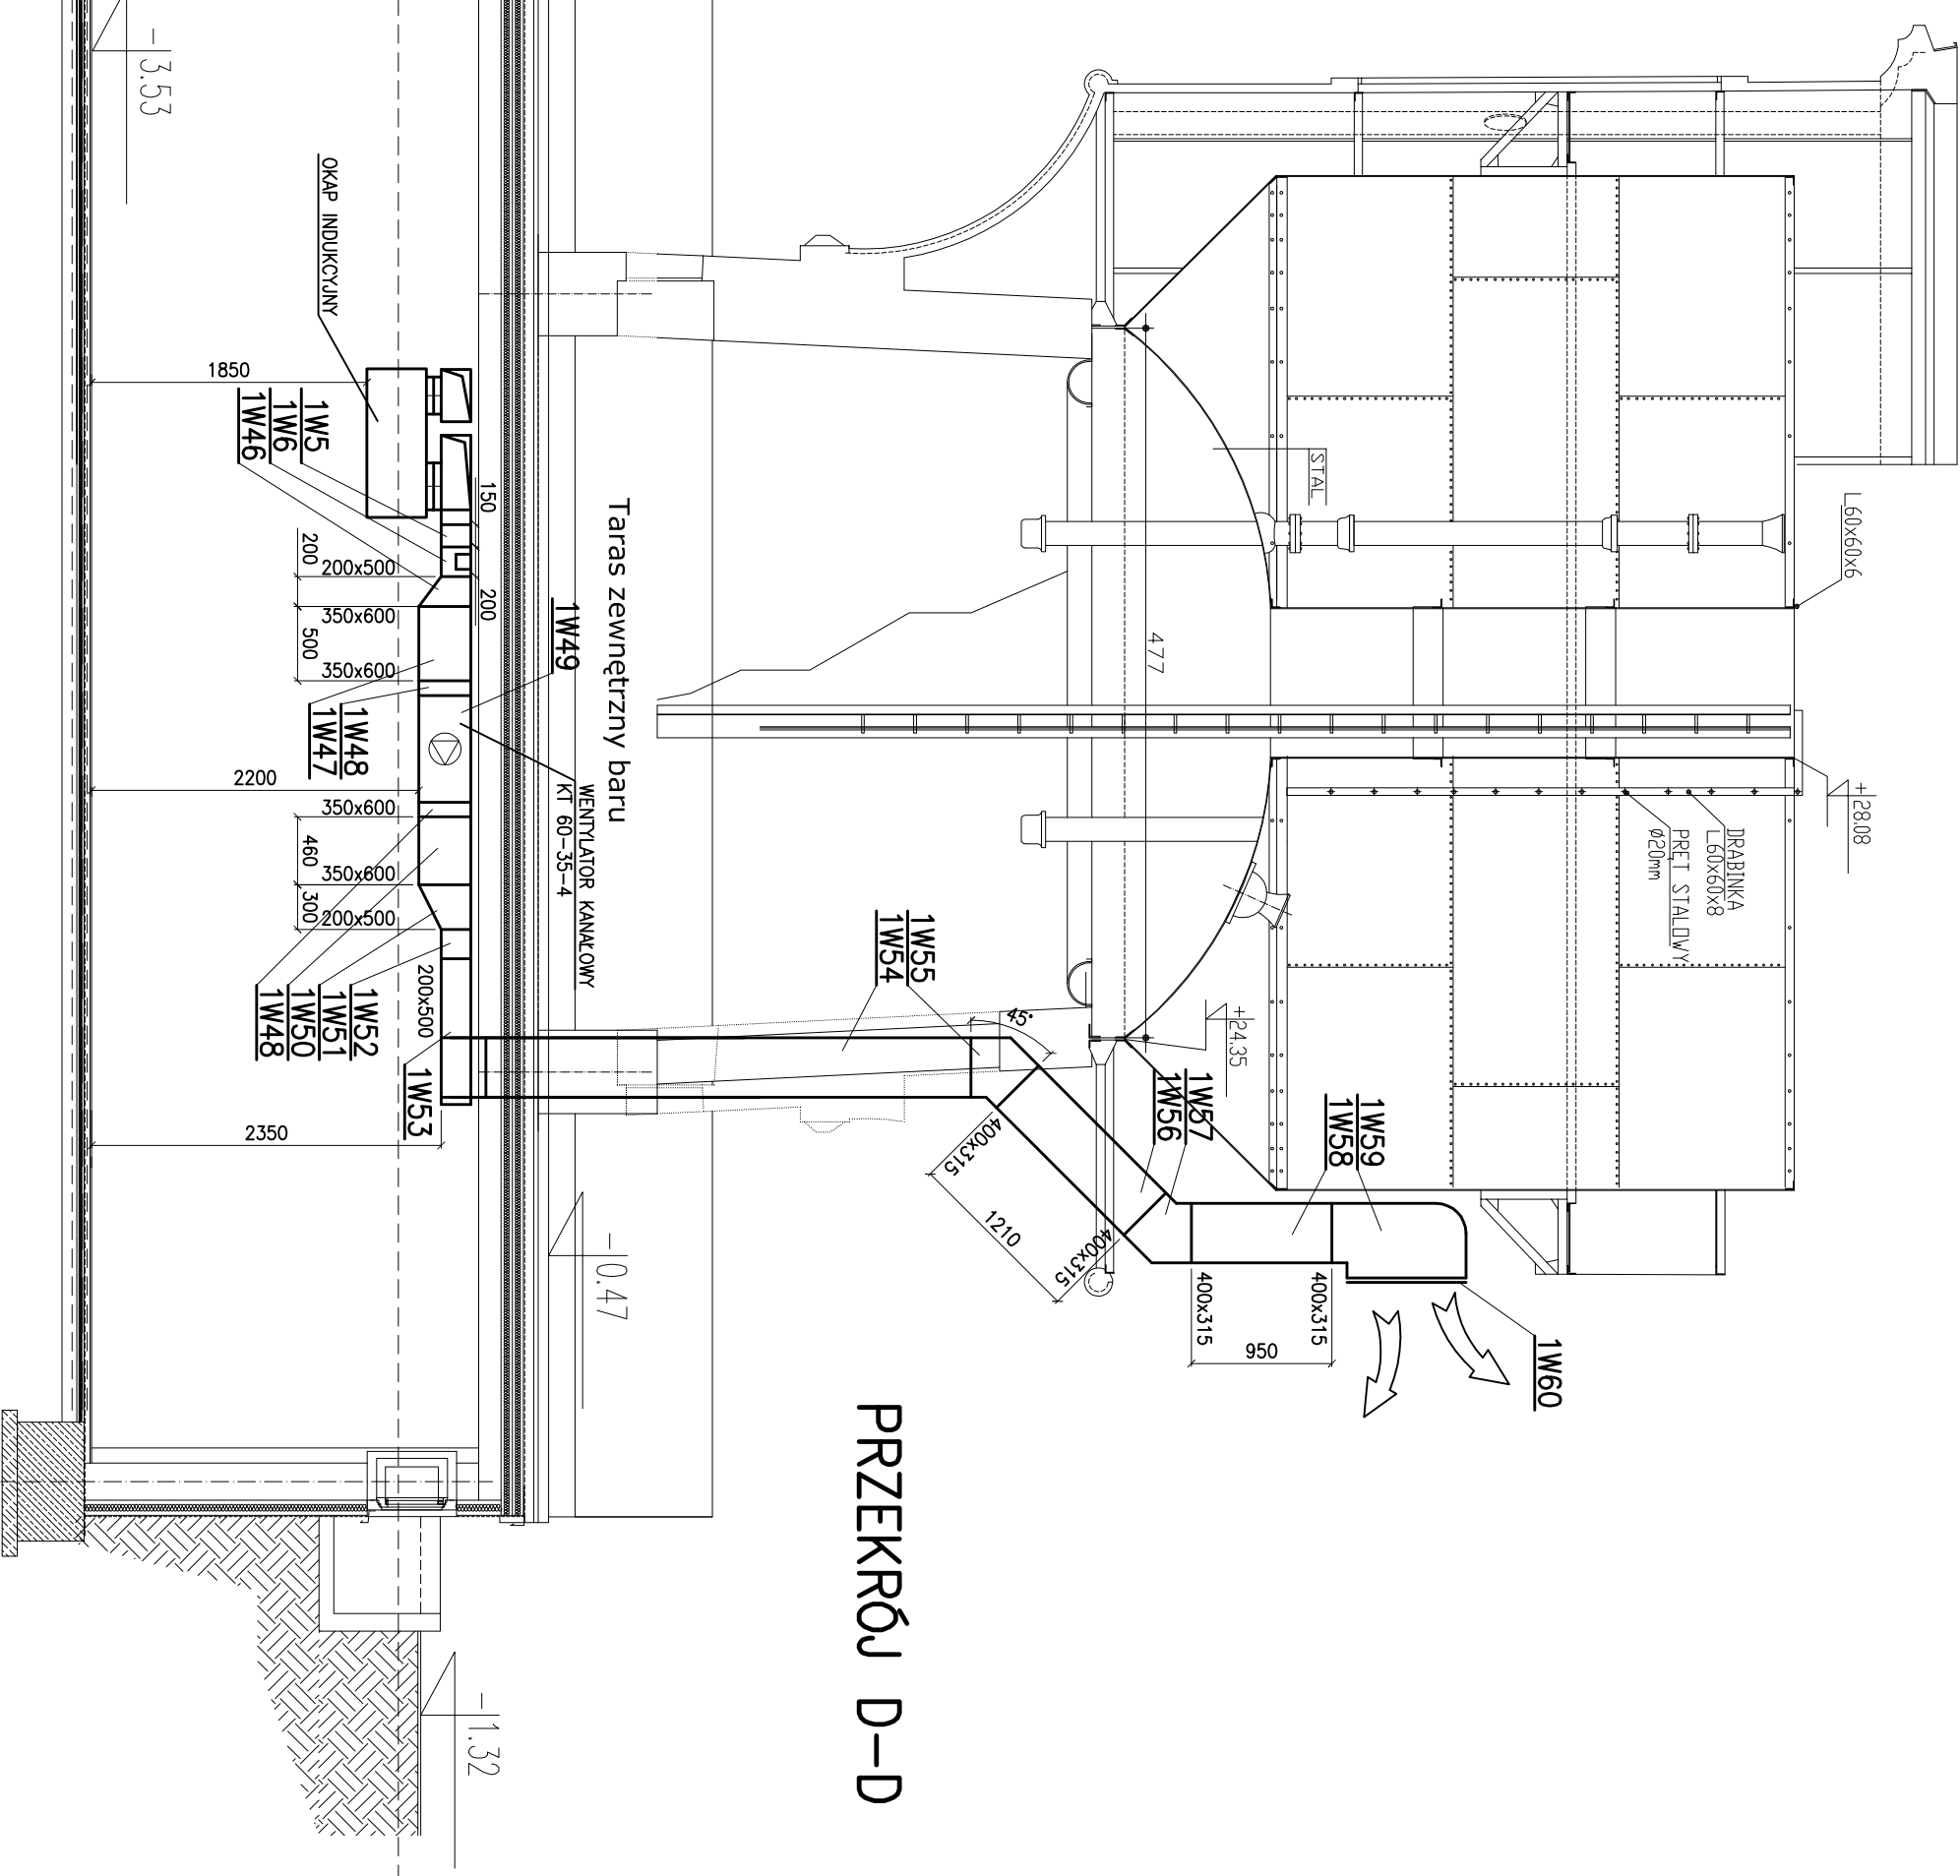 PRZEKRÓJ D-D
L60x60x6
+28.08
DRABINKA
L60x60x8
PRĘT STALOWY
Ø20mm
STAL
477
+24.35
1W60
1W59
1W58
400x315
400x315
950
1W57
1W56
400x315
400x315
1210
45°
1W55
1W54
Taras zewnętrzny baru
-0.47
1W49
WENTYLATOR KANAŁOWY
KT 60-35-4
150
200
OKAP INDUKCYJNY
1850
1W5
1W6
1W46
200
200x500
350x600
500
350x600
1W48
1W47
2200
350x600
460
350x600
300
200x500
200x500
1W52
1W51
1W50
1W48
1W53
2350
-3.53
-1.32